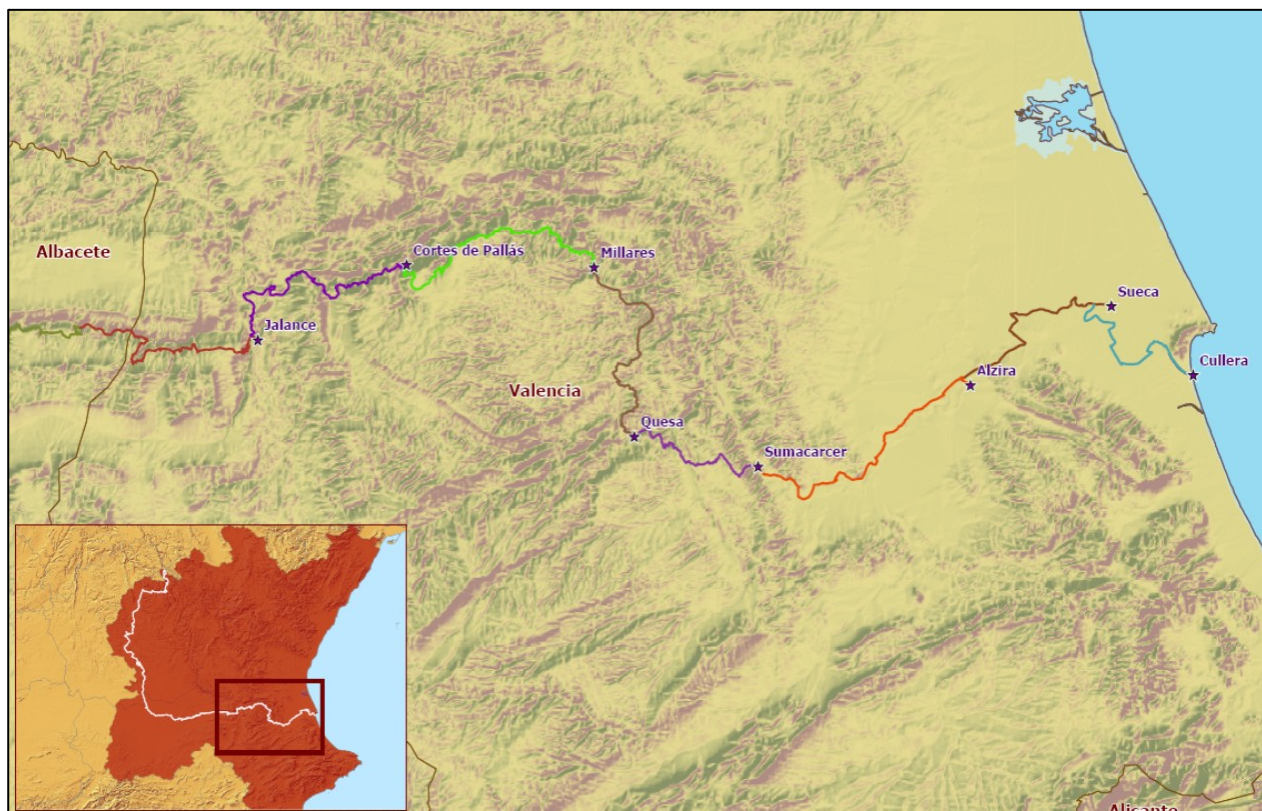 Albacete
Cortes de Pallás
Millares
Jalance
Sueca
Cullera
Alzira
Valencia
Quesa
Sumacarcer
Alicante